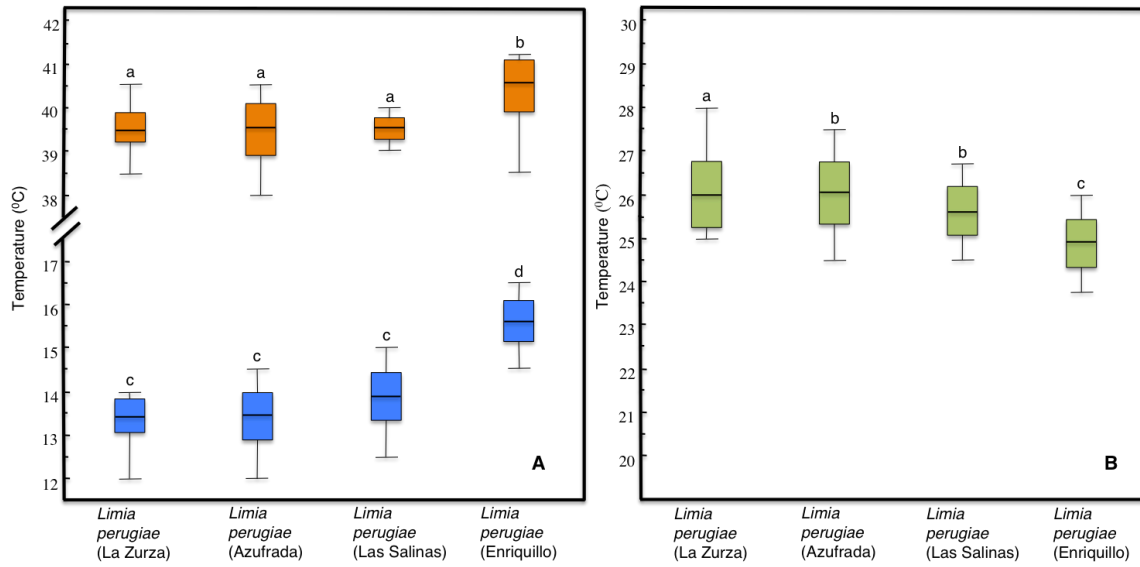 42
41
40
39
38
17
16
15
14
13
12
Temperature (⁰C)
a
a
a
b
c
c
c
d
A
Limia
perugiae
(La Zurza)
Limia
perugiae
(Azufrada)
Limia
perugiae
(Las Salinas)
Limia
perugiae
(Enriquillo)
30
29
28
27
26
25
24
23
22
21
20
Temperature (⁰C)
a
b
b
c
B
Limia
perugiae
(La Zurza)
Limia
perugiae
(Azufrada)
Limia
perugiae
(Las Salinas)
Limia
perugiae
(Enriquillo)